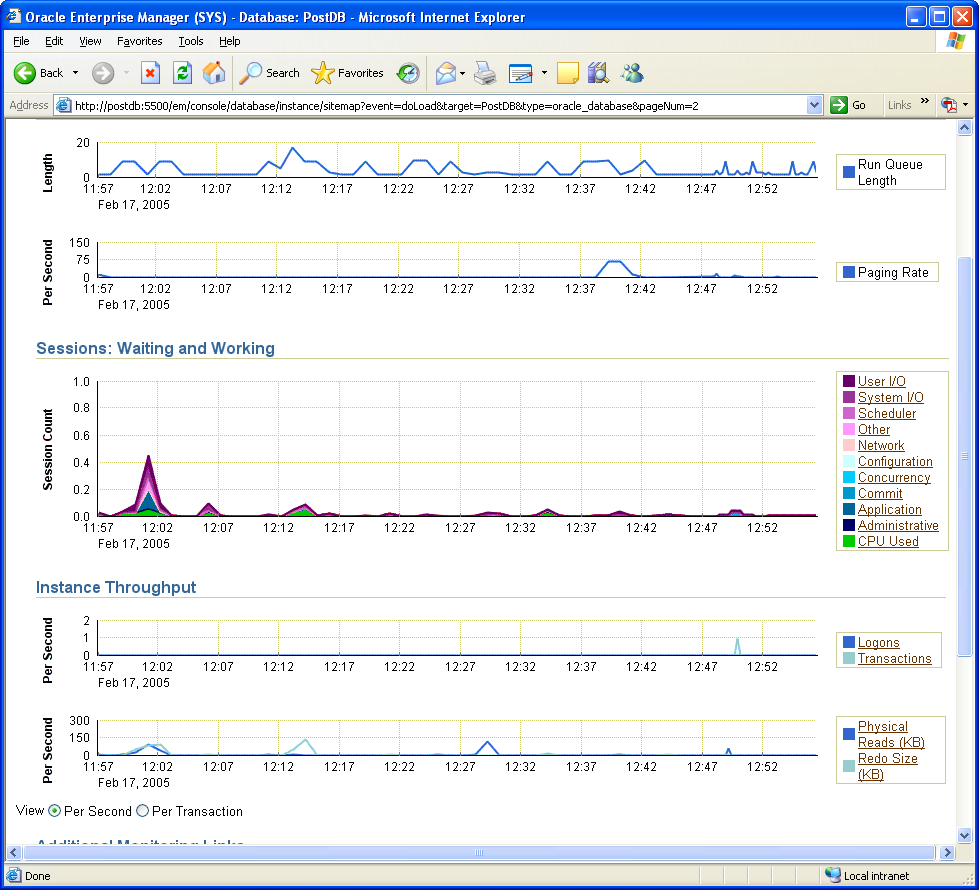 Oracle Enterprise Manager (SYS) - Database: PostDB - Microsoft Internet Explorer
File Edit View Favorites Tools Help
Back Search Favorites
Address http://postdb:5500/em/console/database/instance/sitemap?event=doLoad&target=PostDB&type=oracle_database&pageNum=2 Go Links »
Length
20
0
11:57 12:02 12:07 12:12 12:17 12:22 12:27 12:32 12:37 12:42 12:47 12:52
Feb 17, 2005
Run Queue
Length
Per Second
150
75
0
11:57 12:02 12:07 12:12 12:17 12:22 12:27 12:32 12:37 12:42 12:47 12:52
Feb 17, 2005
Paging Rate
Sessions: Waiting and Working
Session Count
1.0
0.8
0.6
0.4
0.2
0.0
11:57 12:02 12:07 12:12 12:17 12:22 12:27 12:32 12:37 12:42 12:47 12:52
Feb 17, 2005
User I/O
System I/O
Scheduler
Other
Network
Configuration
Concurrency
Commit
Application
Administrative
CPU Used
Instance Throughput
Per Second
2
1
0
11:57 12:02 12:07 12:12 12:17 12:22 12:27 12:32 12:37 12:42 12:47 12:52
Feb 17, 2005
Logons
Transactions
Per Second
300
150
0
11:57 12:02 12:07 12:12 12:17 12:22 12:27 12:32 12:37 12:42 12:47 12:52
Feb 17, 2005
Physical
Reads (KB)
Redo Size
(KB)
View Per Second Per Transaction
Additional Monitoring Links
Done Local intranet